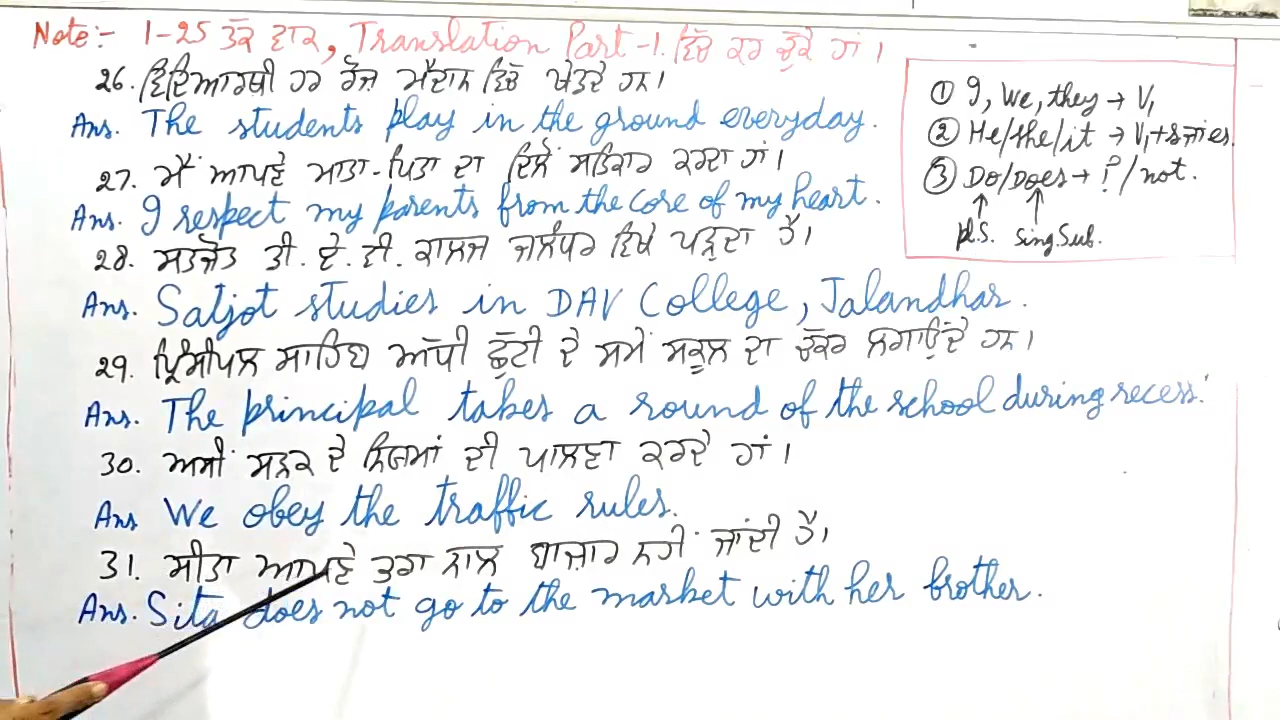 Note:- 1-25 ਤੱਕ ਵਾਕ, Translation Part-1. ਵਿੱਚ ਕਰ ਚੁੱਕੇ ਹਾਂ।
26. ਵਿਦਿਆਰਥੀ ਹਰ ਰੋਜ਼ ਮੈਦਾਨ ਵਿੱਚ ਖੇਡਦੇ ਹਨ।
Ans. The students play in the ground everyday.
27. ਮੈਂ ਆਪਣੇ ਮਾਤਾ-ਪਿਤਾ ਦਾ ਦਿਲੋਂ ਸਤਿਕਾਰ ਕਰਦਾ ਹਾਂ।
Ans. I respect my parents from the core of my heart.
28. ਸਤਜੋਤ ਡੀ.ਏ.ਵੀ. ਕਾਲਜ ਜਲੰਧਰ ਵਿਖੇ ਪੜ੍ਹਦਾ ਹੈ।
Ans. Satjot studies in DAV College, Jalandhar.
29. ਪ੍ਰਿੰਸੀਪਲ ਸਾਹਿਬ ਅੱਧੀ ਛੁੱਟੀ ਦੇ ਸਮੇਂ ਸਕੂਲ ਦਾ ਚੱਕਰ ਲਗਾਉਂਦੇ ਹਨ।
Ans. The principal takes a round of the school during recess.
30. ਅਸੀਂ ਸੜਕ ਦੇ ਨਿਯਮਾਂ ਦੀ ਪਾਲਣਾ ਕਰਦੇ ਹਾਂ।
Ans We obey the traffic rules.
31. ਸੀਤਾ ਆਪਣੇ ਭਰਾ ਨਾਲ ਬਾਜ਼ਾਰ ਨਹੀਂ ਜਾਂਦੀ ਹੈ।
Ans. Sita does not go to the market with her brother.
① I, We, they → V₁
② He/she/it → V₁+s ਜਾਂ es.
③ Do/Does → ?/not.
↑ ↑
pl.S. Sing.Sub.